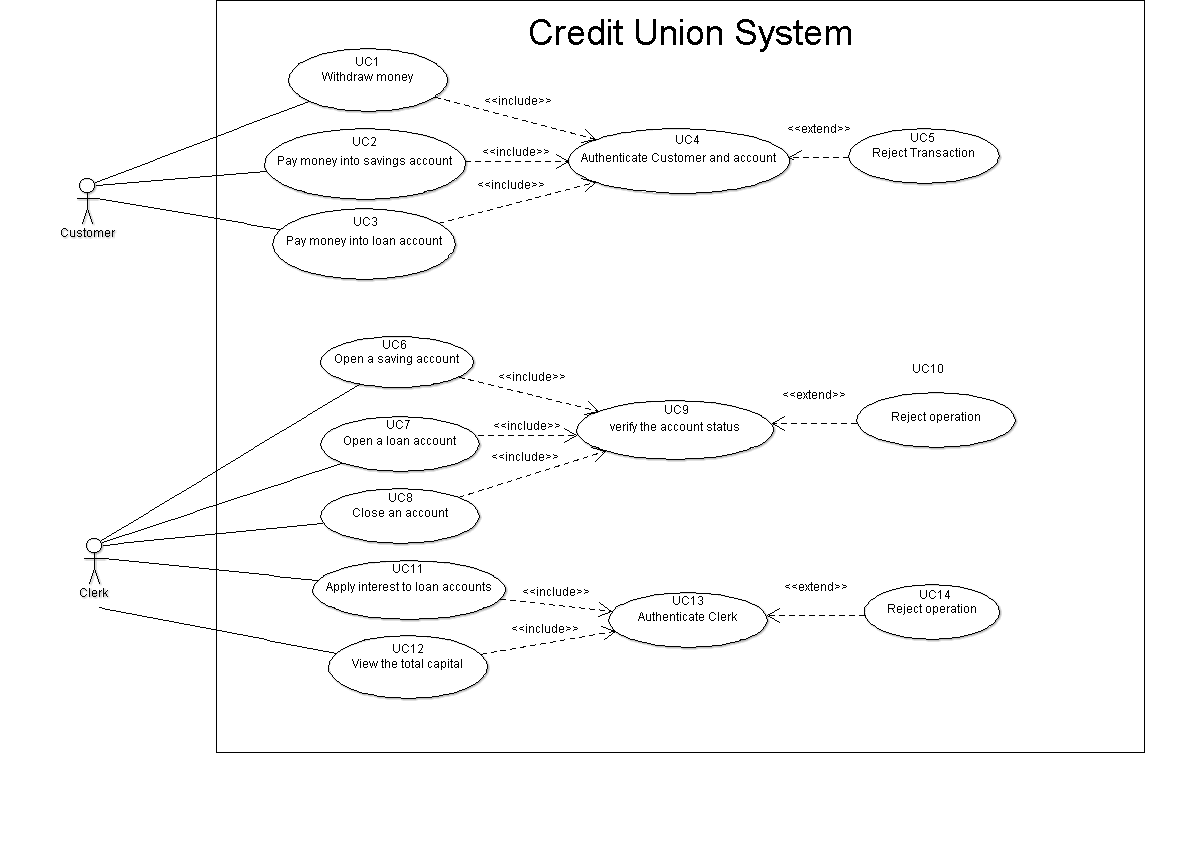 Credit Union System
UC1
Withdraw money
<<include>>
UC2
Pay money into savings account
<<include>>
UC4
Authenticate Customer and account
<<extend>>
UC5
Reject Transaction
<<include>>
UC3
Pay money into loan account
Customer
UC6
Open a saving account
<<include>>
UC7
Open a loan account
<<include>>
UC9
verify the account status
<<extend>>
UC10
Reject operation
<<include>>
UC8
Close an account
Clerk
UC11
Apply interest to loan accounts
<<include>>
UC13
Authenticate Clerk
<<extend>>
UC14
Reject operation
<<include>>
UC12
View the total capital